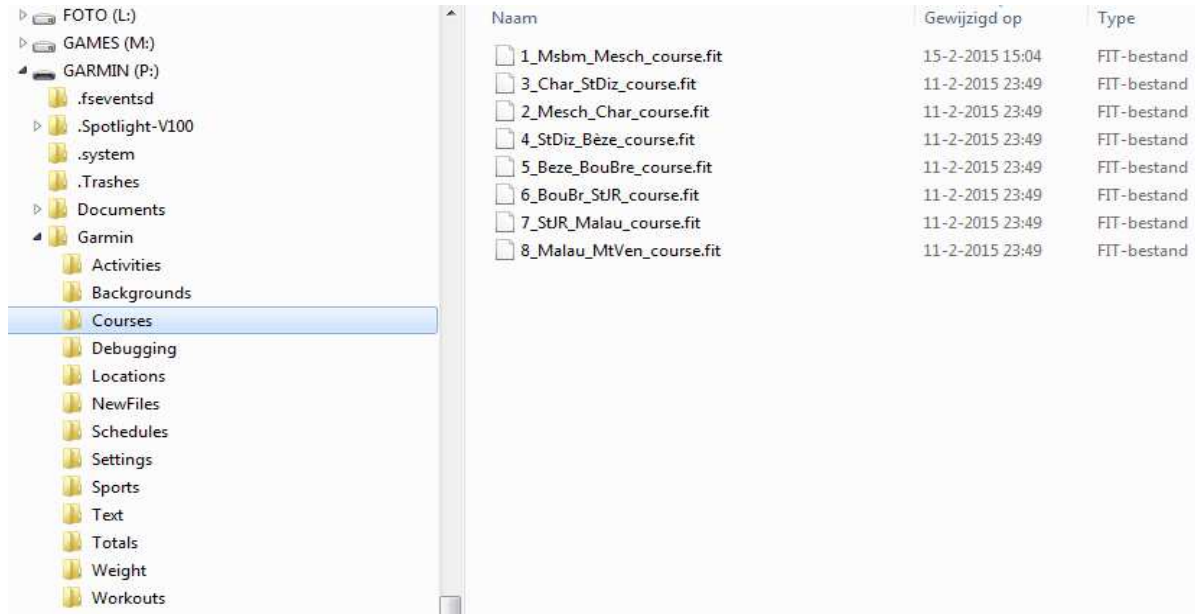 FOTO (L:)
GAMES (M:)
GARMIN (P:)
.fseventsd
.Spotlight-V100
.system
.Trashes
Documents
Garmin
Activities
Backgrounds
Courses
Debugging
Locations
NewFiles
Schedules
Settings
Sports
Text
Totals
Weight
Workouts
Naam Gewijzigd op Type
1_Msbm_Mesch_course.fit 15-2-2015 15:04 FIT-bestand
3_Char_StDiz_course.fit 11-2-2015 23:49 FIT-bestand
2_Mesch_Char_course.fit 11-2-2015 23:49 FIT-bestand
4_StDiz_Bèze_course.fit 11-2-2015 23:49 FIT-bestand
5_Beze_BouBre_course.fit 11-2-2015 23:49 FIT-bestand
6_BouBr_StJR_course.fit 11-2-2015 23:49 FIT-bestand
7_StJR_Malau_course.fit 11-2-2015 23:49 FIT-bestand
8_Malau_MtVen_course.fit 11-2-2015 23:49 FIT-bestand